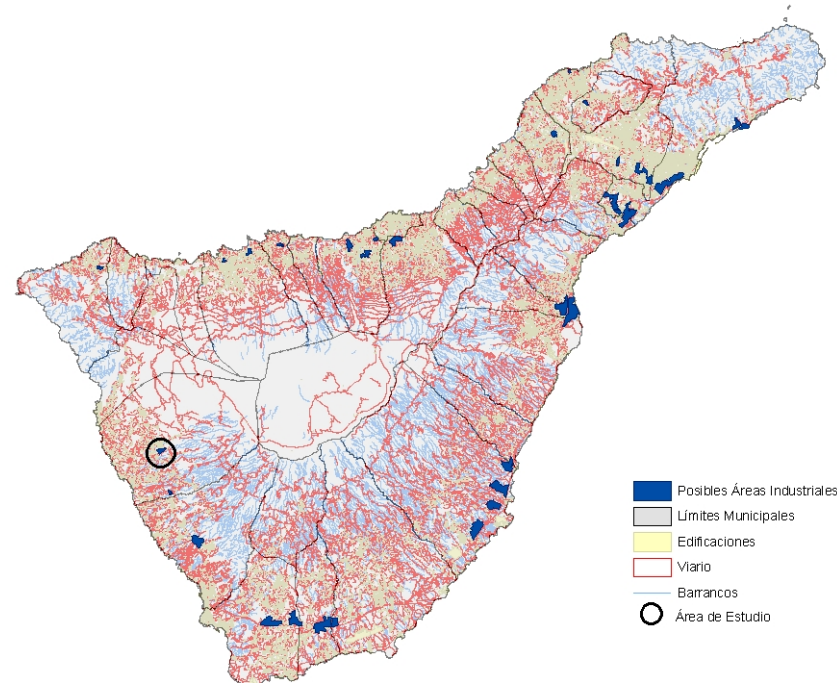 Posibles Áreas Industriales
Límites Municipales
Edificaciones
Viario
Barrancos
Área de Estudio